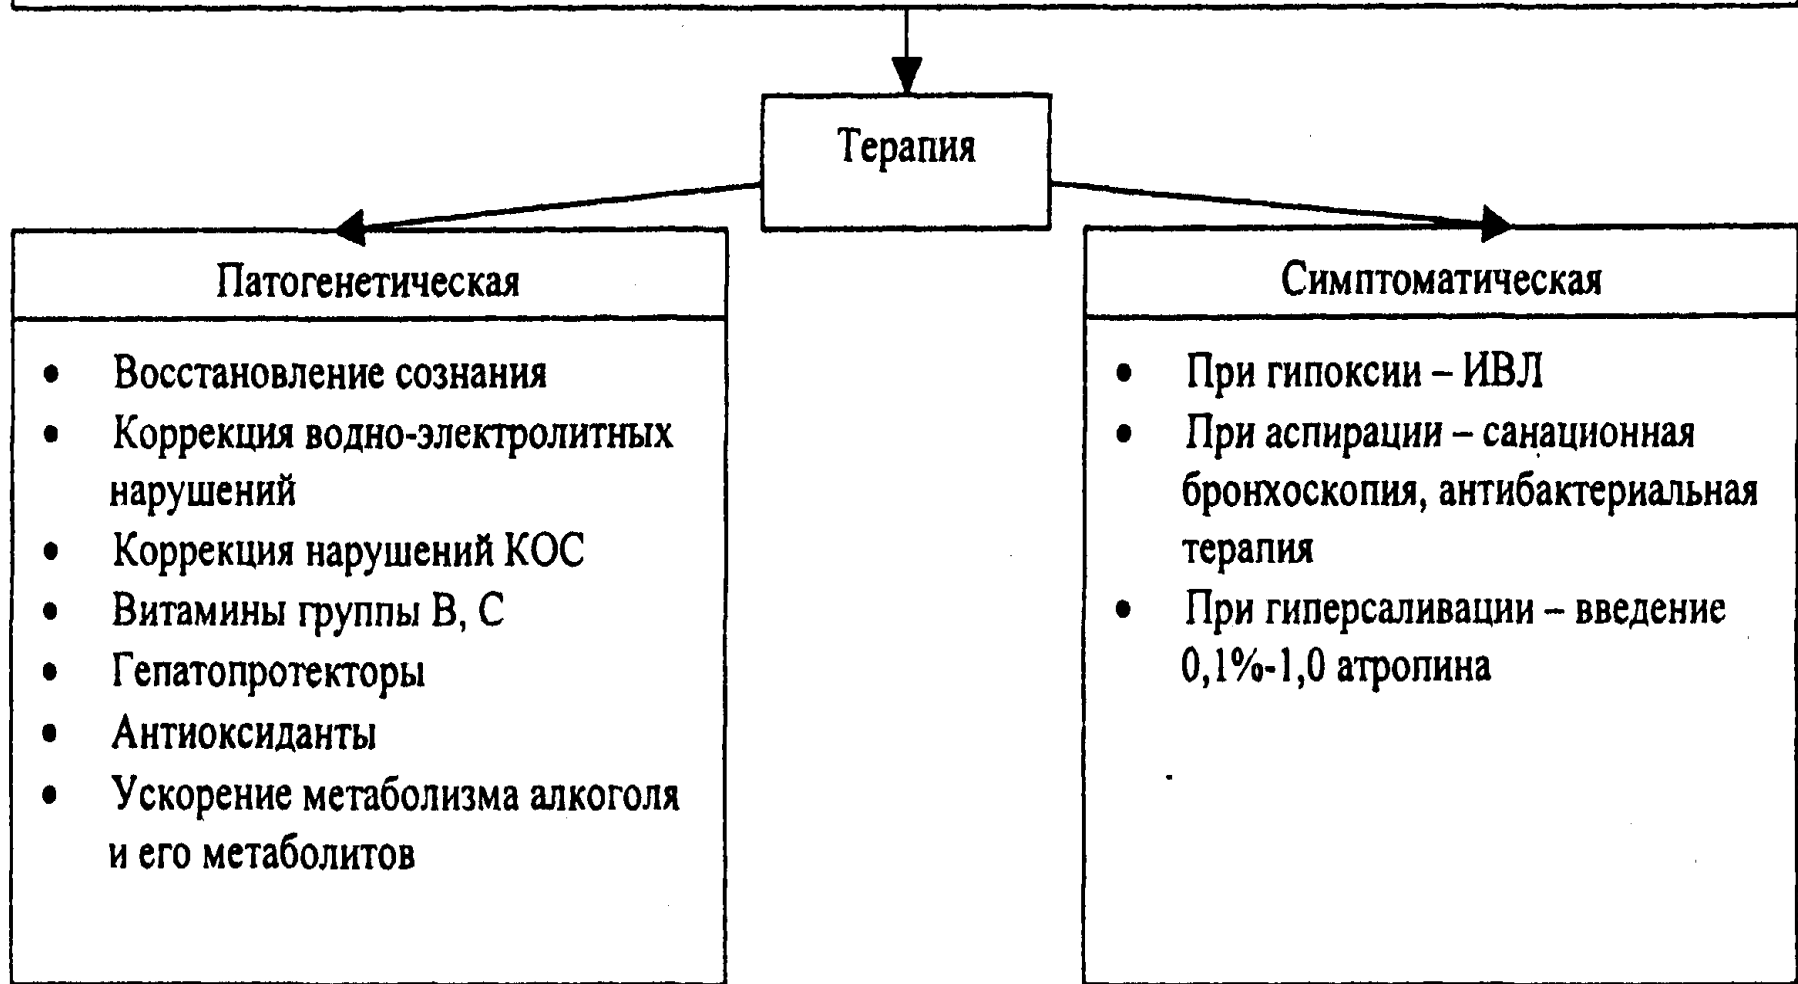 Терапия
Патогенетическая
• Восстановление сознания
• Коррекция водно-электролитных
нарушений
• Коррекция нарушений КОС
• Витамины группы В, С
• Гепатопротекторы
• Антиоксиданты
• Ускорение метаболизма алкоголя
и его метаболитов
Симптоматическая
• При гипоксии – ИВЛ
• При аспирации – санационная
бронхоскопия, антибактериальная
терапия
• При гиперсаливации – введение
0,1%-1,0 атропина